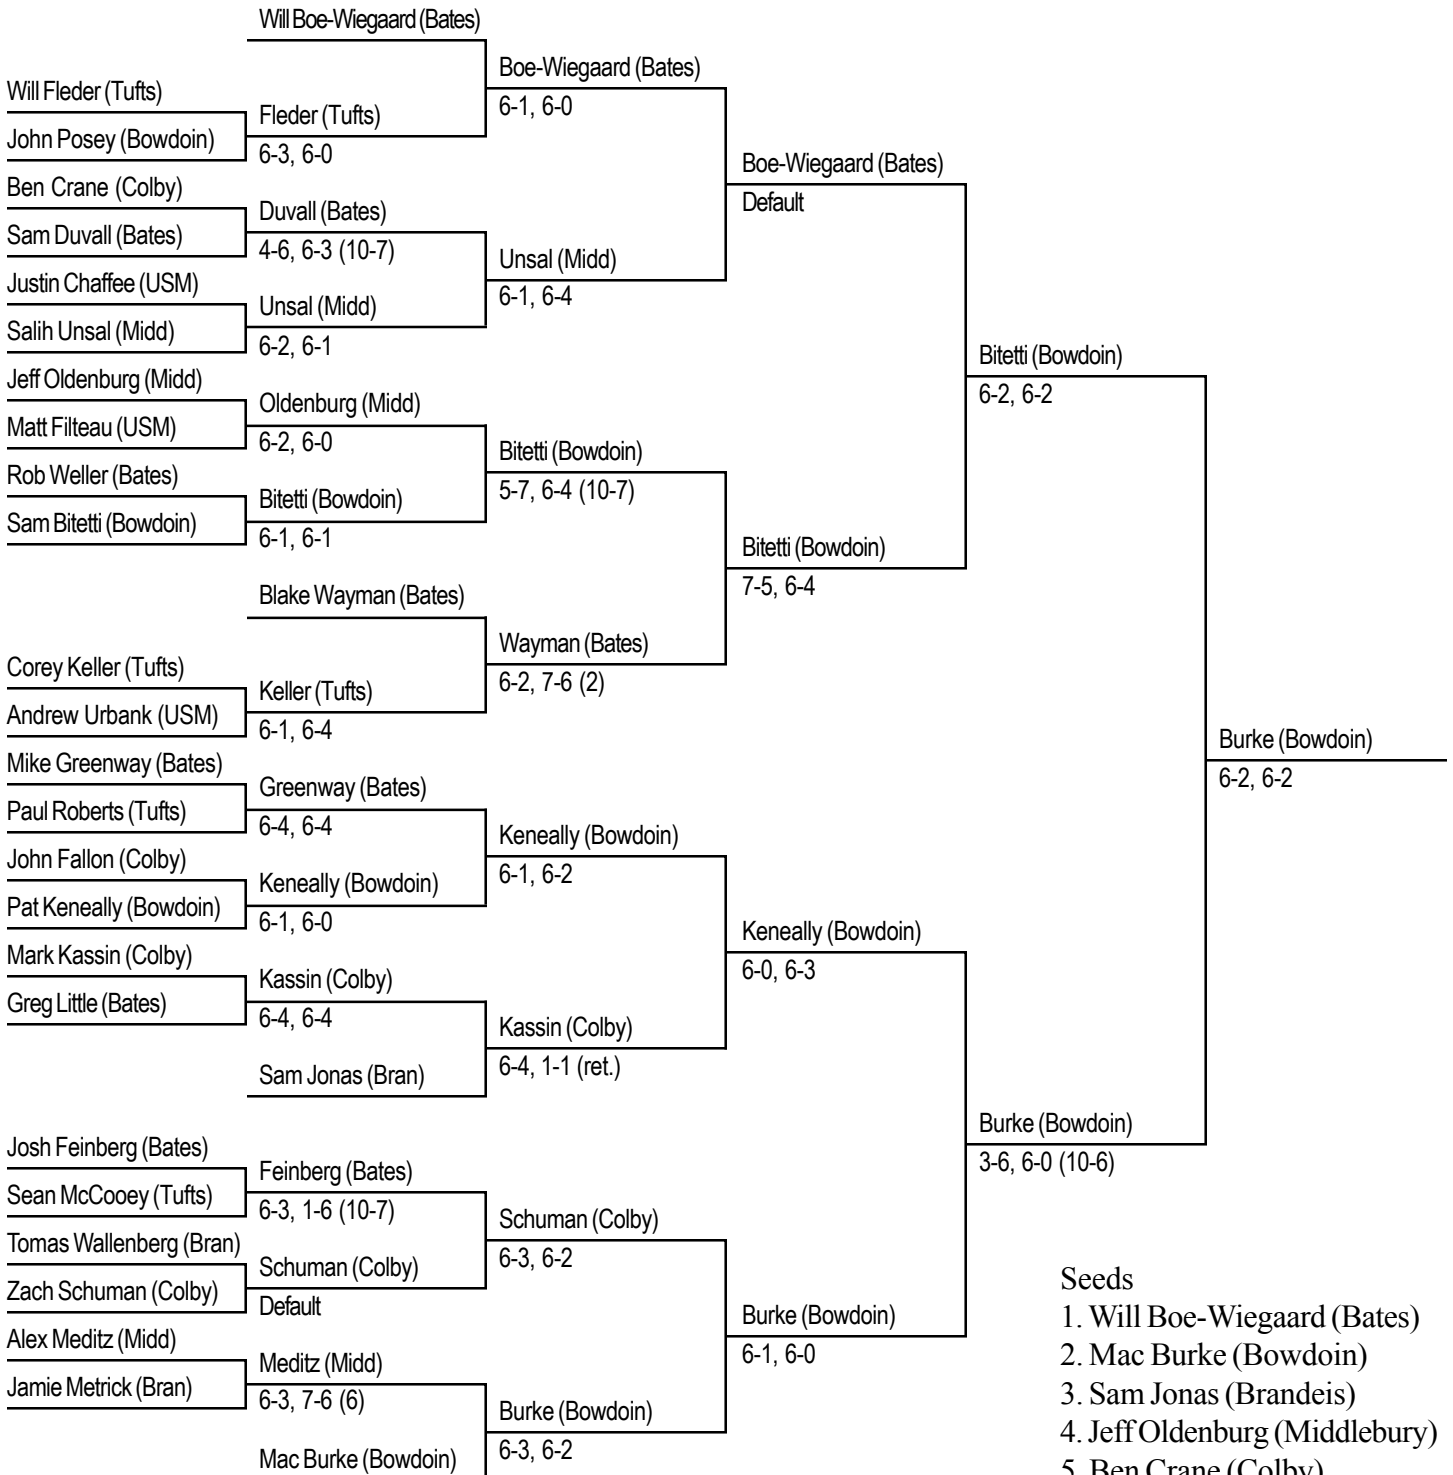 Will Boe-Wiegaard (Bates)
Will Fleder (Tufts)
John Posey (Bowdoin)
Ben Crane (Colby)
Sam Duvall (Bates)
Justin Chaffee (USM)
Salih Unsal (Midd)
Jeff Oldenburg (Midd)
Matt Filteau (USM)
Rob Weller (Bates)
Sam Bitetti (Bowdoin)
Corey Keller (Tufts)
Andrew Urbank (USM)
Mike Greenway (Bates)
Paul Roberts (Tufts)
John Fallon (Colby)
Pat Keneally (Bowdoin)
Mark Kassin (Colby)
Greg Little (Bates)
Josh Feinberg (Bates)
Sean McCooey (Tufts)
Tomas Wallenberg (Bran)
Zach Schuman (Colby)
Alex Meditz (Midd)
Jamie Metrick (Bran)
Fleder (Tufts)
6-3, 6-0
Duvall (Bates)
4-6, 6-3 (10-7)
Unsal (Midd)
6-2, 6-1
Oldenburg (Midd)
6-2, 6-0
Bitetti (Bowdoin)
6-1, 6-1
Blake Wayman (Bates)
Keller (Tufts)
6-1, 6-4
Greenway (Bates)
6-4, 6-4
Keneally (Bowdoin)
6-1, 6-0
Kassin (Colby)
6-4, 6-4
Sam Jonas (Bran)
Feinberg (Bates)
6-3, 1-6 (10-7)
Schuman (Colby)
Default
Meditz (Midd)
6-3, 7-6 (6)
Mac Burke (Bowdoin)
Boe-Wiegaard (Bates)
6-1, 6-0
Unsal (Midd)
6-1, 6-4
Bitetti (Bowdoin)
5-7, 6-4 (10-7)
Wayman (Bates)
6-2, 7-6 (2)
Keneally (Bowdoin)
6-1, 6-2
Kassin (Colby)
6-4, 1-1 (ret.)
Schuman (Colby)
6-3, 6-2
Burke (Bowdoin)
6-3, 6-2
Boe-Wiegaard (Bates)
Default
Bitetti (Bowdoin)
7-5, 6-4
Keneally (Bowdoin)
6-0, 6-3
Burke (Bowdoin)
6-1, 6-0
Bitetti (Bowdoin)
6-2, 6-2
Burke (Bowdoin)
3-6, 6-0 (10-6)
Burke (Bowdoin)
6-2, 6-2
Seeds
1. Will Boe-Wiegaard (Bates)
2. Mac Burke (Bowdoin)
3. Sam Jonas (Brandeis)
4. Jeff Oldenburg (Middlebury)
5. Ben Crane (Colby)